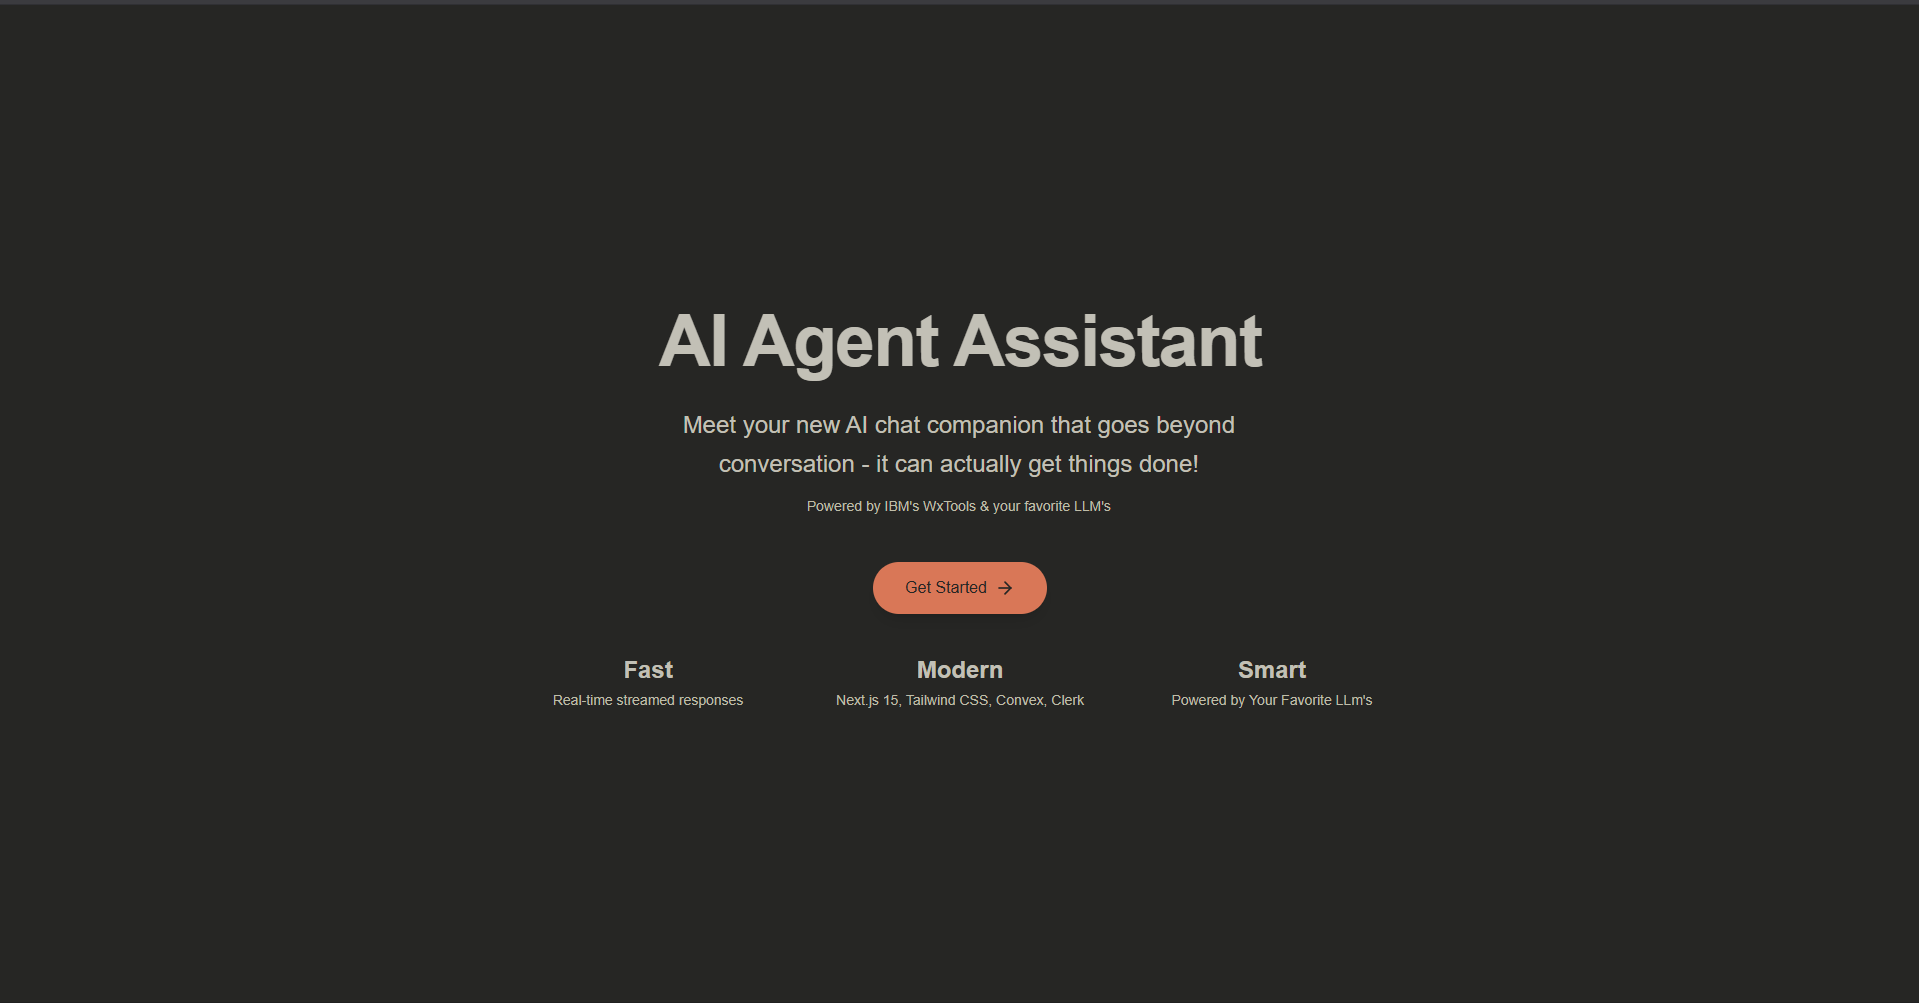 AI Agent Assistant
Meet your new AI chat companion that goes beyond
conversation - it can actually get things done!
Powered by IBM's WxTools & your favorite LLM's
Get Started
Fast
Real-time streamed responses
Modern
Next.js 15, Tailwind CSS, Convex, Clerk
Smart
Powered by Your Favorite LLm's